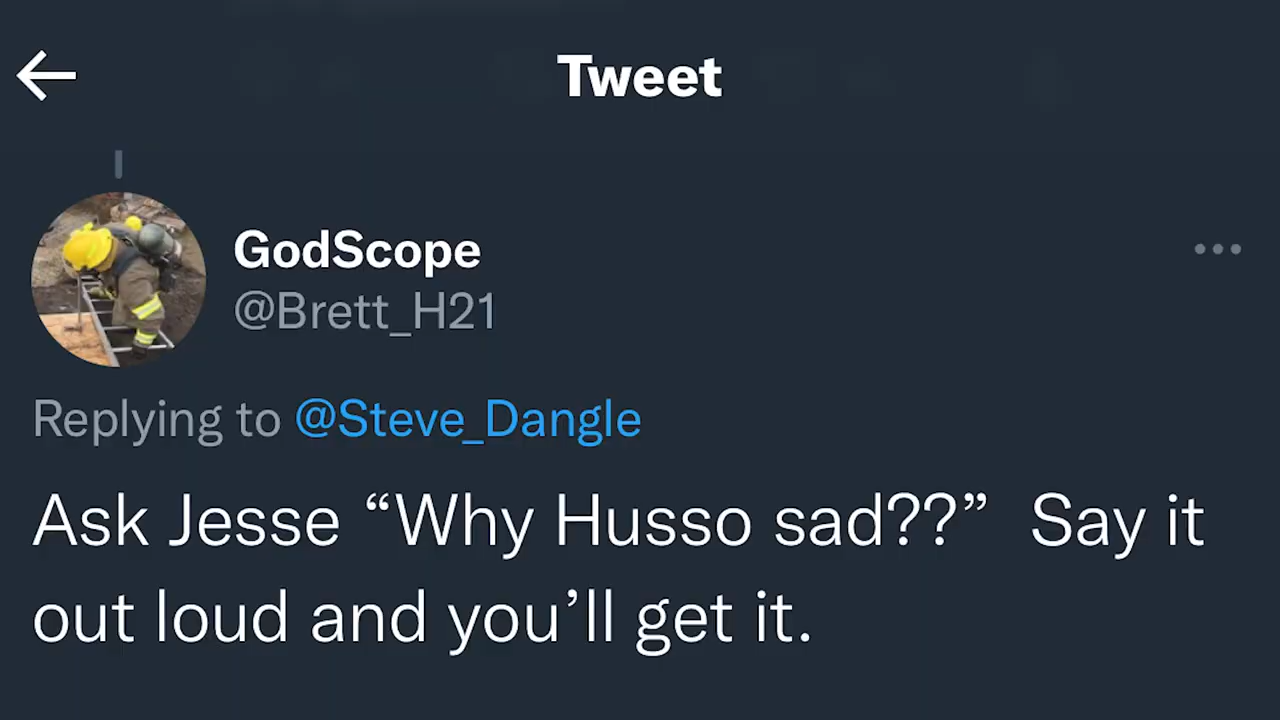 Tweet
GodScope
@Brett_H21
Replying to @Steve_Dangle
Ask Jesse “Why Husso sad??”  Say it
out loud and you’ll get it.